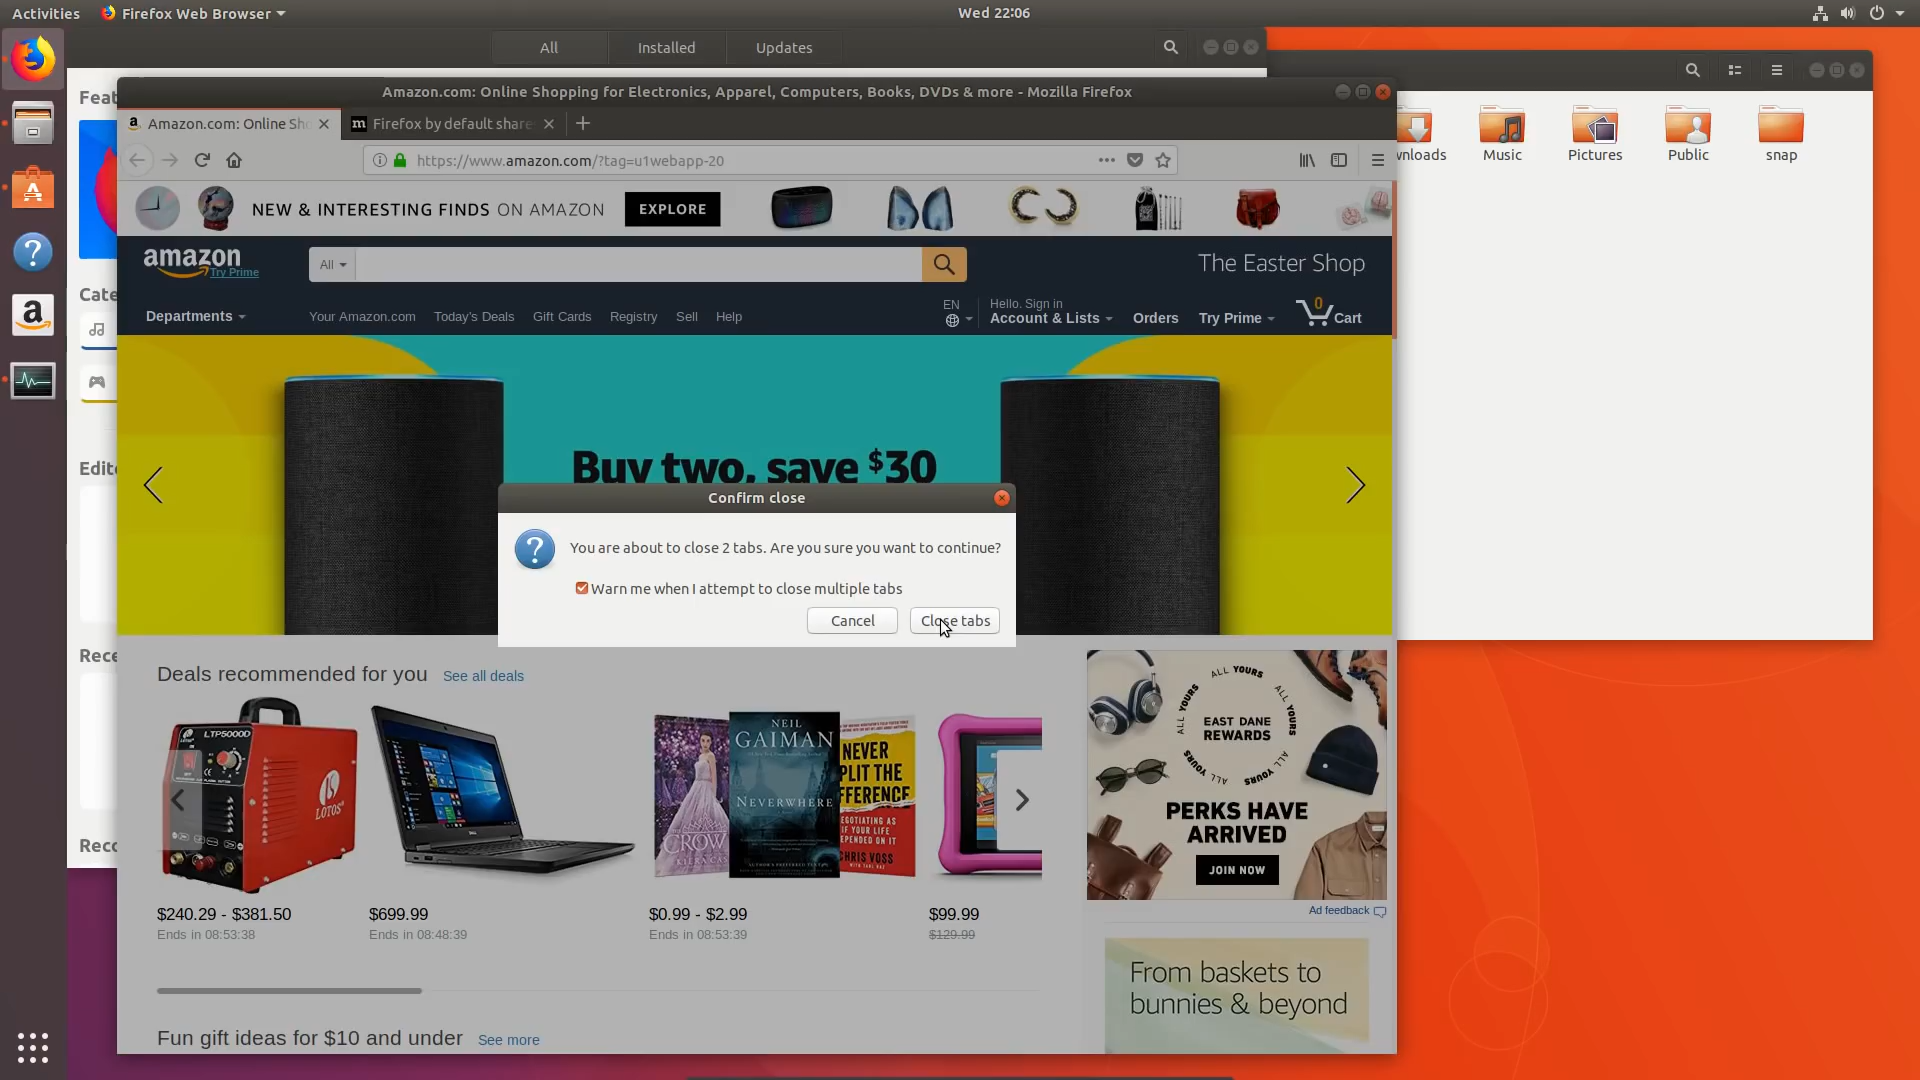 Activities
Firefox Web Browser
Wed 22:06
All
Installed
Updates
Amazon.com: Online Shopping for Electronics, Apparel, Computers, Books, DVDs & more - Mozilla Firefox
Amazon.com: Online Sho
Firefox by default share
https://www.amazon.com/?tag=u1webapp-20
wnloads
Music
Pictures
Public
snap
Feat
Cate
Edito
Rece
Reco
NEW & INTERESTING FINDS ON AMAZON
EXPLORE
amazon
Try Prime
All
The Easter Shop
Departments
Your Amazon.com
Today's Deals
Gift Cards
Registry
Sell
Help
EN
Hello. Sign in
Account & Lists
Orders
Try Prime
0
Cart
Buy two, save $30
Confirm close
You are about to close 2 tabs. Are you sure you want to continue?
Warn me when I attempt to close multiple tabs
Cancel
Close tabs
Deals recommended for you
See all deals
LTP5000D
LOTOS
NEIL
GAIMAN
NEVERWHERE
NEVER
SPLIT THE
DIFFERENCE
CHRIS VOSS
$240.29 - $381.50
Ends in 08:53:38
$699.99
Ends in 08:48:39
$0.99 - $2.99
Ends in 08:53:39
$99.99
$129.99
ALL YOURS
EAST DANE
REWARDS
PERKS HAVE
ARRIVED
JOIN NOW
Ad feedback
From baskets to
bunnies & beyond
Fun gift ideas for $10 and under
See more